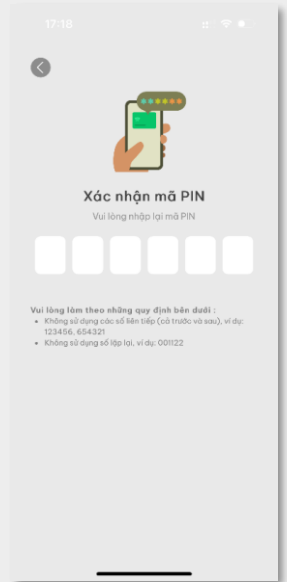 17:18
Xác nhận mã PIN
Vui lòng nhập lại mã PIN
Vui lòng làm theo những quy định bên dưới :
• Không sử dụng các số liên tiếp (cả trước và sau), ví dụ:
123456, 654321
• Không sử dụng số lặp lại, ví dụ: 001122